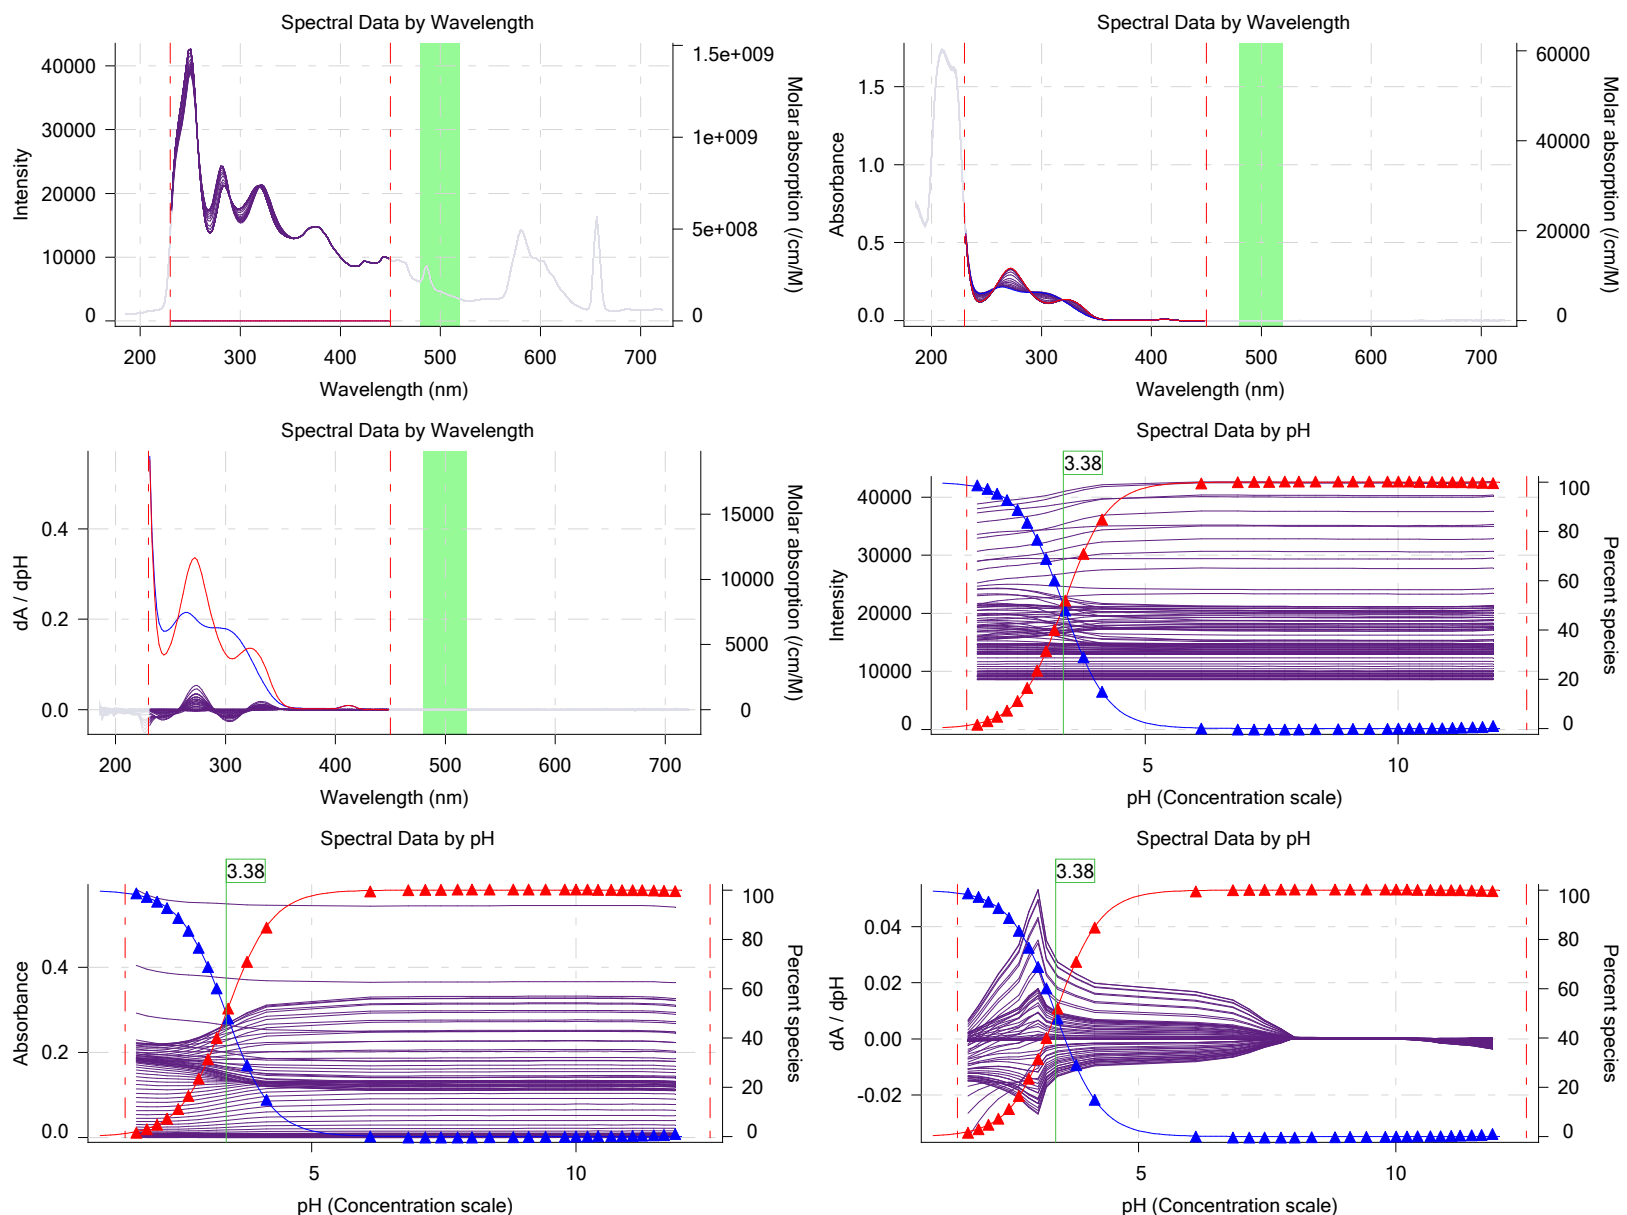 Spectral Data by Wavelength
Intensity
40000
30000
20000
10000
0
1.5e+009
1e+009
5e+008
0
Molar absorption (/cm/M)
200 300 400 500 600 700
Wavelength (nm)
Spectral Data by Wavelength
Absorbance
1.5
1.0
0.5
0.0
60000
40000
20000
0
Molar absorption (/cm/M)
200 300 400 500 600 700
Wavelength (nm)
Spectral Data by Wavelength
dA / dpH
0.4
0.2
0.0
15000
10000
5000
0
Molar absorption (/cm/M)
200 300 400 500 600 700
Wavelength (nm)
Spectral Data by pH
3.38
Intensity
40000
30000
20000
10000
0
100
80
60
40
20
0
Percent species
5 10
pH (Concentration scale)
Spectral Data by pH
3.38
Absorbance
0.4
0.2
0.0
100
80
60
40
20
0
Percent species
5 10
pH (Concentration scale)
Spectral Data by pH
3.38
dA / dpH
0.04
0.02
0.00
-0.02
100
80
60
40
20
0
Percent species
5 10
pH (Concentration scale)